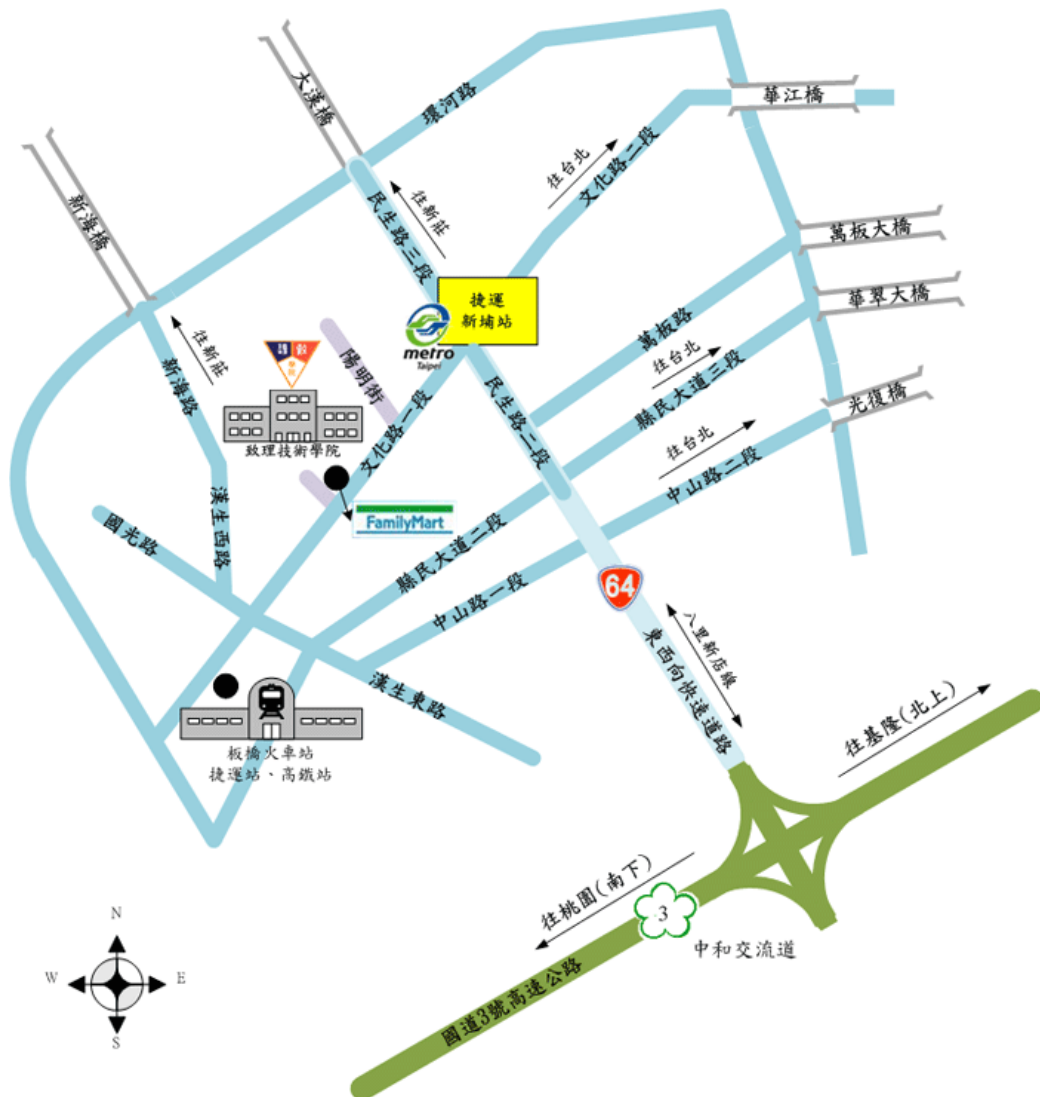 大漢橋
環河路
華江橋
往台北
文化路二段
新海橋
民生路三段
往新莊
萬板大橋
捷運
新埔站
華翠大橋
metro
Taipei
萬板路
往新莊
新海路
陽明街
往台北
縣民大道三段
光復橋
致理技術學院
文化路一段
民生路二段
往台北
中山路二段
漢生西路
FamilyMart
國光路
縣民大道二段
中山路一段
64
八里新店線
東西向快速道路
漢生東路
板橋火車站
捷運站、高鐵站
往基隆(北上)
往桃園(南下)
3
中和交流道
國道3號高速公路
N
W
E
S